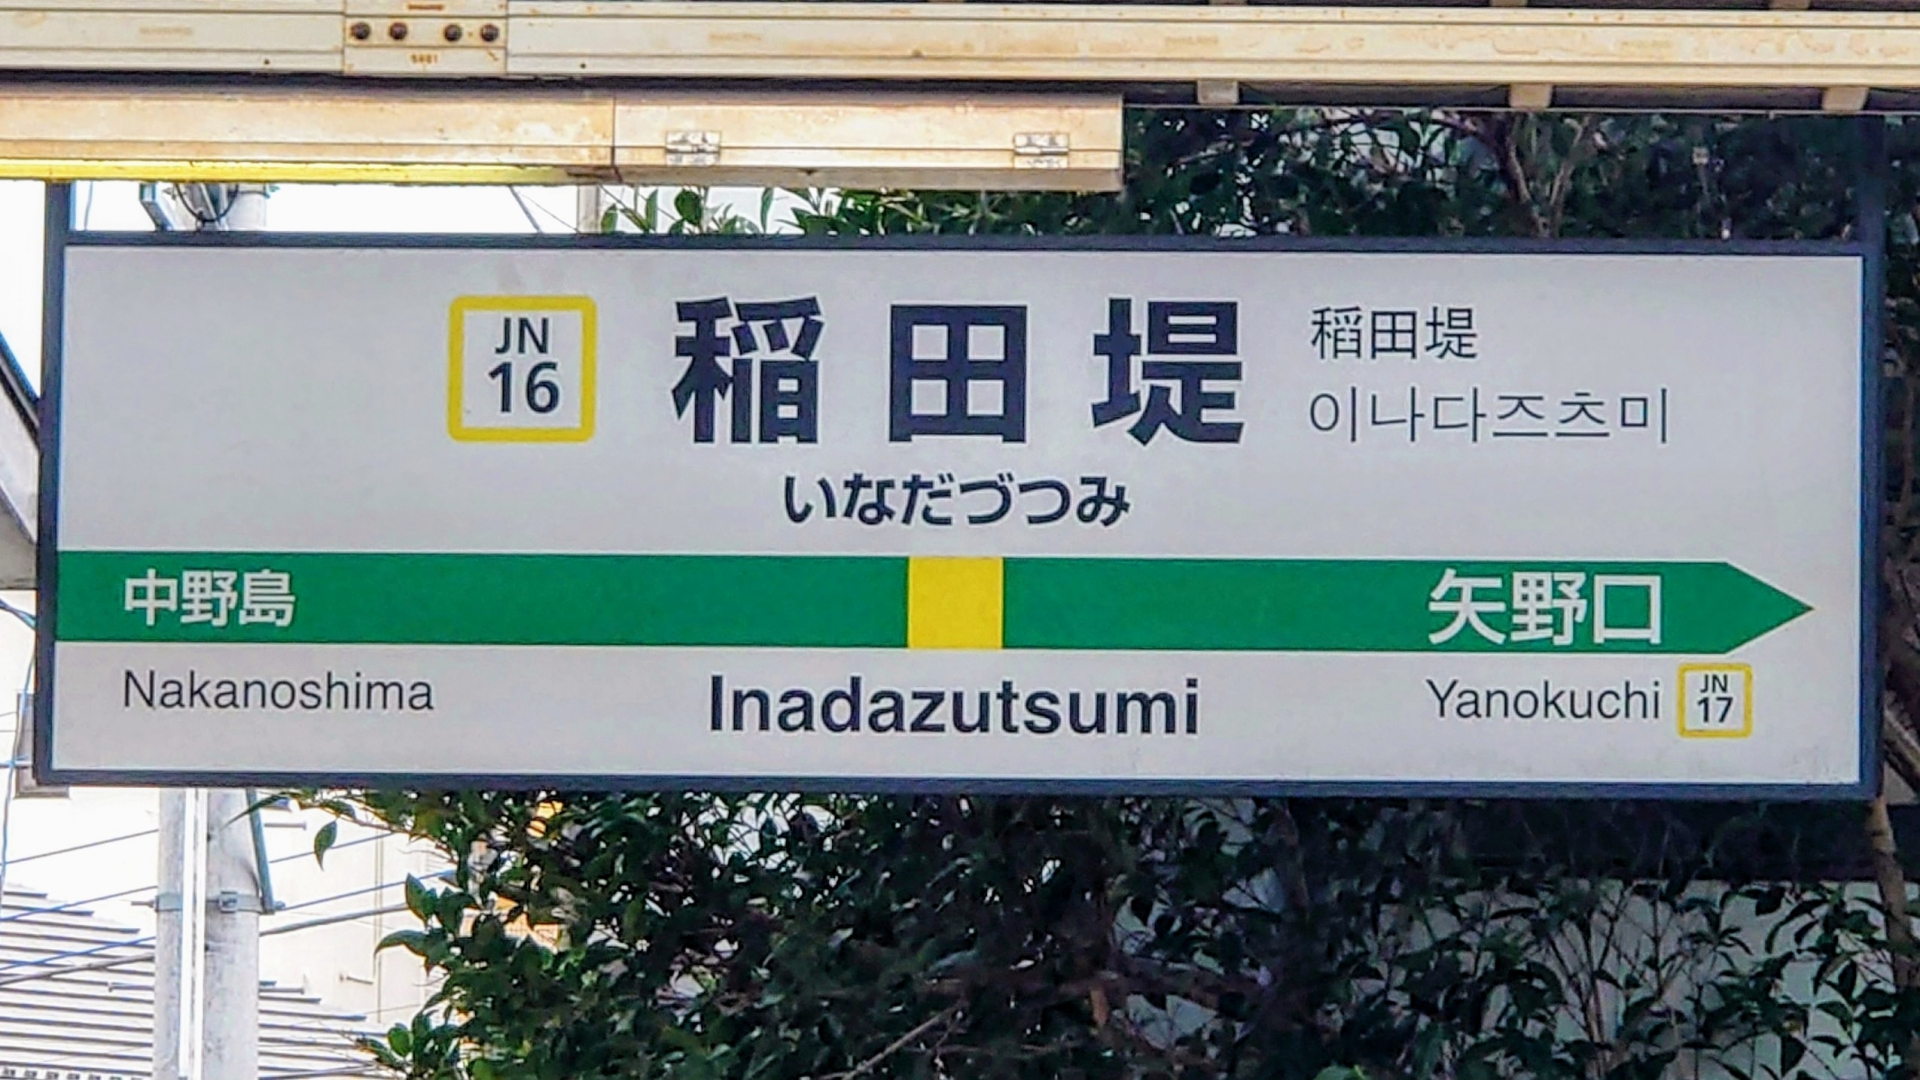 JN
16
稲田堤
稻田堤
이나다즈츠미
いなだづつみ
中野島
矢野口
Nakanoshima
Inadazutsumi
Yanokuchi
JN
17